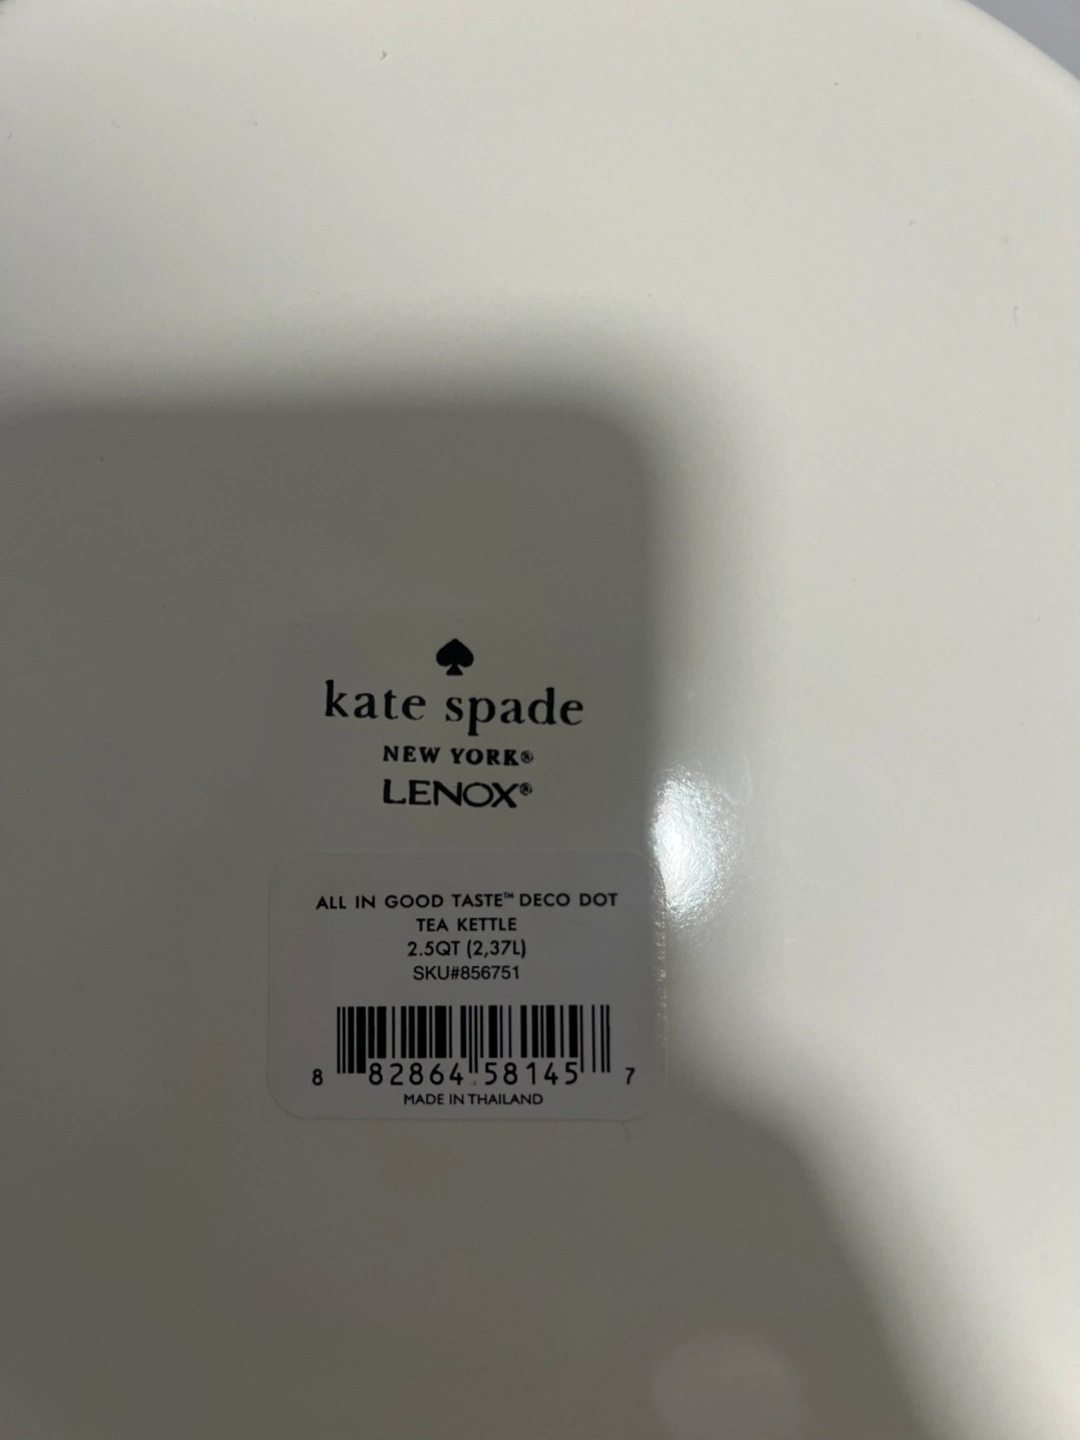 kate spade
NEW YORK®
LENOX®
ALL IN GOOD TASTE™ DECO DOT
TEA KETTLE
2.5QT (2,37L)
SKU#856751
8 82864 58145 7
MADE IN THAILAND